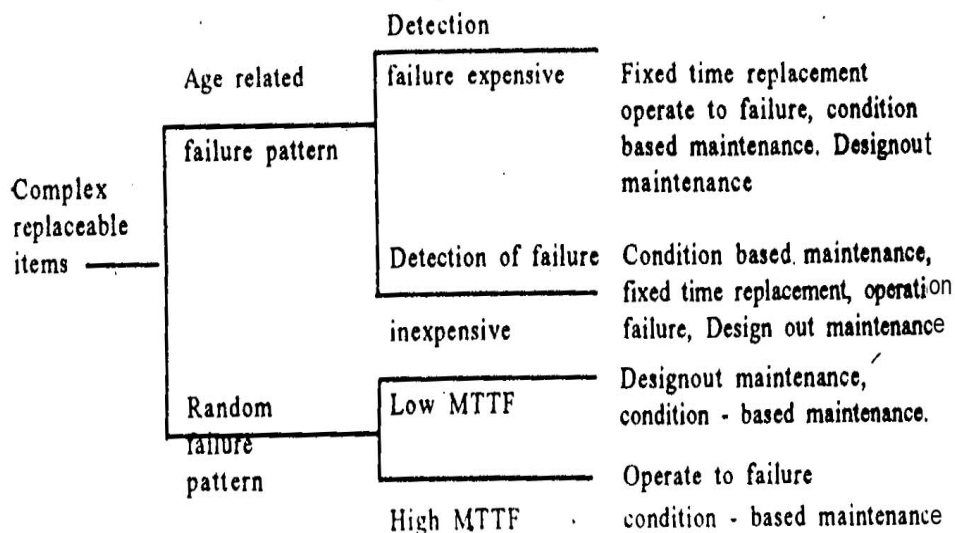 Detection
failure expensive
Age related
failure pattern
Fixed time replacement
operate to failure, condition
based maintenance. Designout
maintenance
Complex
replaceable
items
Detection of failure
inexpensive
Condition based. maintenance,
fixed time replacement, operation
failure, Design out maintenance
Random
failure
pattern
Low MTTF
Designout maintenance,
condition - based maintenance.
High MTTF
Operate to failure
condition - based maintenance